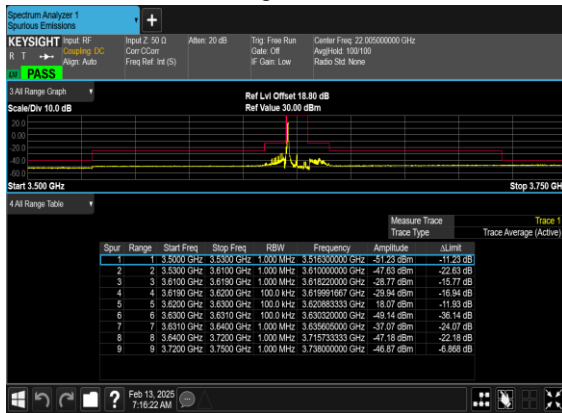 Spectrum Analyzer 1
Spurious Emissions
+
KEYSIGHT Input: RF Input Z: 50 Ω Atten: 20 dB Trig: Free Run Center Freq: 22.005000000 GHz
R T Coupling: DC Corr CCorr Gate: Off Avg|Hold: 100/100
Align: Auto Freq Ref: Int (S) IF Gain: Low Radio Std: None
PASS
3 All Range Graph
Ref Lvl Offset 18.80 dB
Scale/Div 10.0 dB Ref Value 30.00 dBm
20.0
0.00
-20.0
-40.0
-60.0
Start 3.500 GHz Stop 3.750 GH
4 All Range Table
Measure Trace Trace 1
Trace Type Trace Average (Active)
Spur Range Start Freq Stop Freq RBW Frequency Amplitude ΔLimit
1 1 3.5000 GHz 3.5300 GHz 1.000 MHz 3.516300000 GHz -51.23 dBm -11.23 dB
2 2 3.5300 GHz 3.6100 GHz 1.000 MHz 3.610000000 GHz -47.63 dBm -22.63 dB
3 3 3.6100 GHz 3.6190 GHz 1.000 MHz 3.618220000 GHz -28.77 dBm -15.77 dB
4 4 3.6190 GHz 3.6200 GHz 100.0 kHz 3.619991667 GHz -29.94 dBm -16.94 dB
5 5 3.6200 GHz 3.6300 GHz 100.0 kHz 3.620883333 GHz 18.07 dBm -11.93 dB
6 6 3.6300 GHz 3.6310 GHz 100.0 kHz 3.630320000 GHz -49.14 dBm -36.14 dB
7 7 3.6310 GHz 3.6400 GHz 1.000 MHz 3.635605000 GHz -37.07 dBm -24.07 dB
8 8 3.6400 GHz 3.7200 GHz 1.000 MHz 3.715733333 GHz -47.18 dBm -22.18 dB
9 9 3.7200 GHz 3.7500 GHz 1.000 MHz 3.738000000 GHz -46.87 dBm -6.868 dB
? Feb 13, 2025
7:16:22 AM